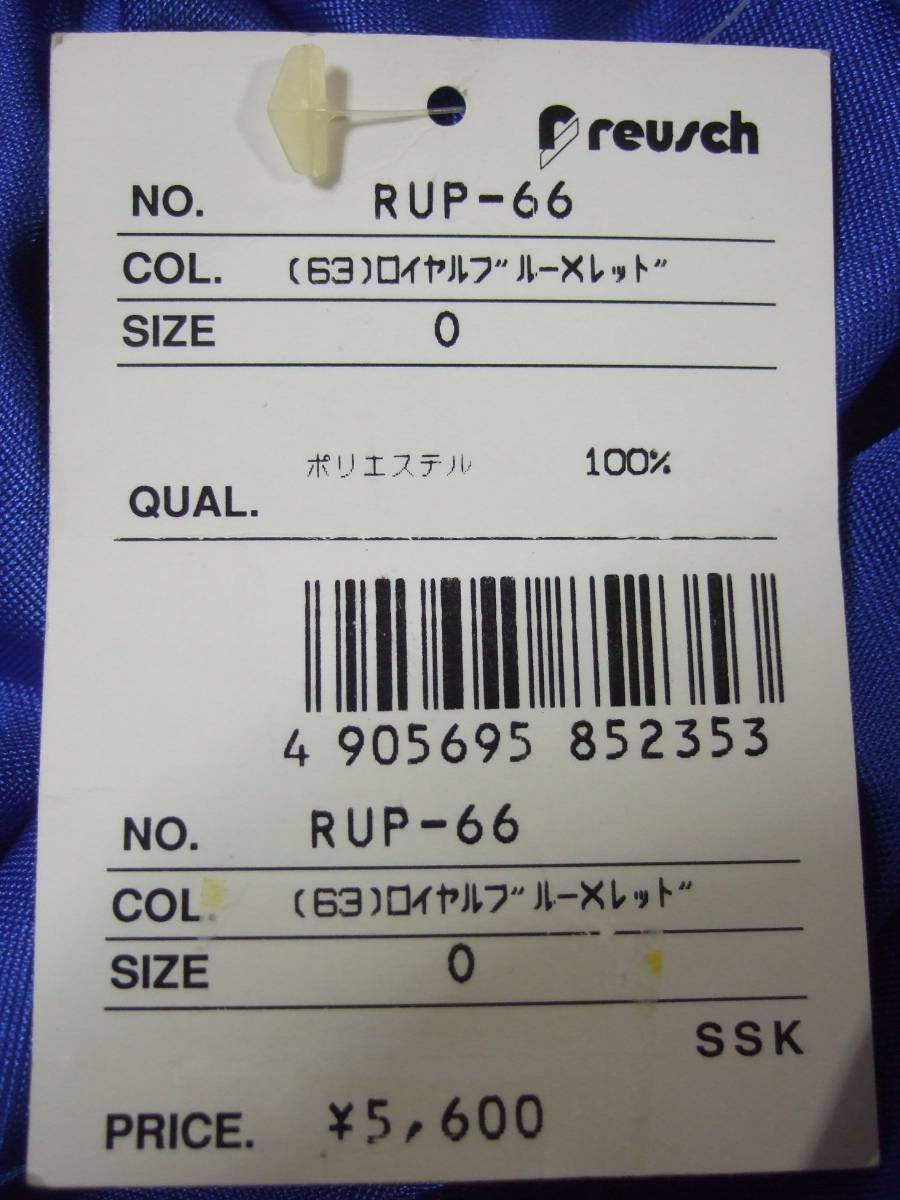 reusch
NO. RUP-66
COL. (63)ロイヤルブルー×レッド
SIZE 0
ポリエステル 100%
QUAL.
4 905695 852353
NO. RUP-66
COL. (63)ロイヤルブルー×レッド
SIZE 0
SSK
PRICE. ¥5,600